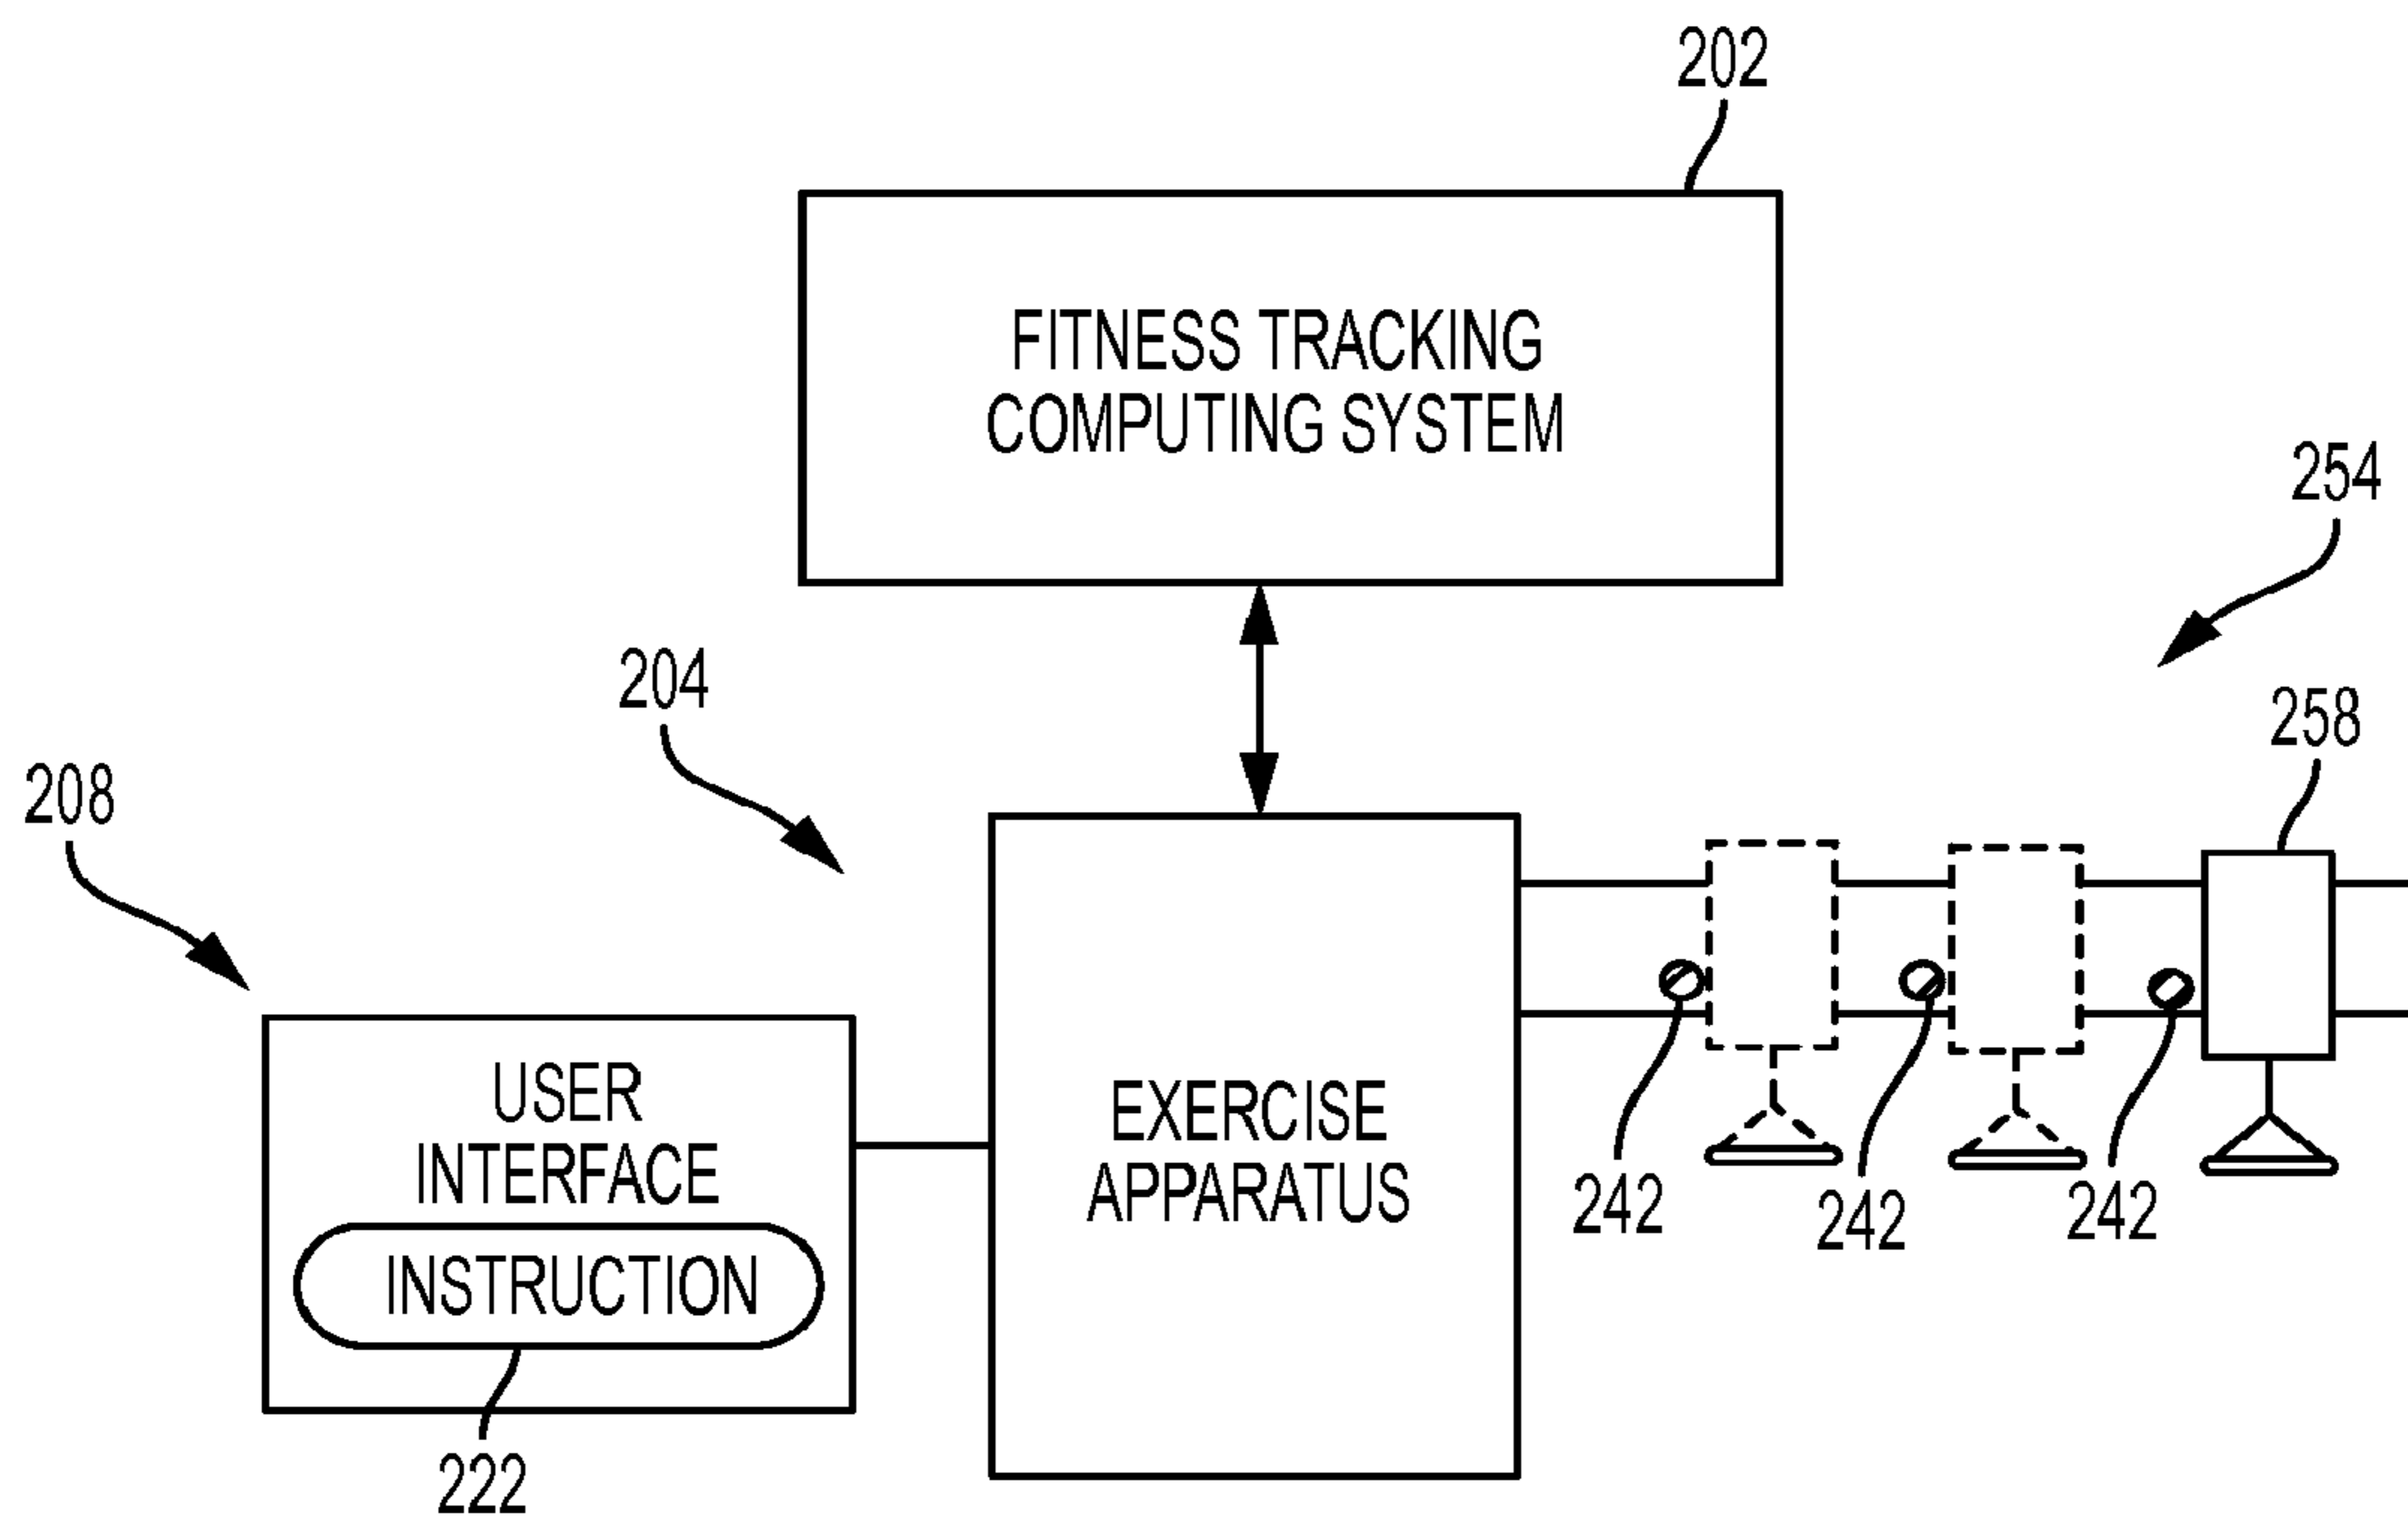 202
FITNESS TRACKING
COMPUTING SYSTEM
254
204
258
208
USER
INTERFACE
INSTRUCTION
222
EXERCISE
APPARATUS
242
242
242